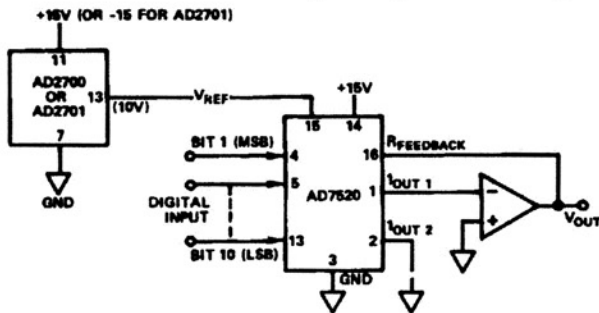 +15V (OR -15 FOR AD2701)
11
AD2700
OR
AD2701
13
(10V)
7
GND
VREF
+15V
15
14
BIT 1 (MSB)
4
16
RFEEDBACK
5
AD7520
1
IOUT 1
DIGITAL
INPUT
2
IOUT 2
13
BIT 10 (LSB)
3
GND
−
+
VOUT